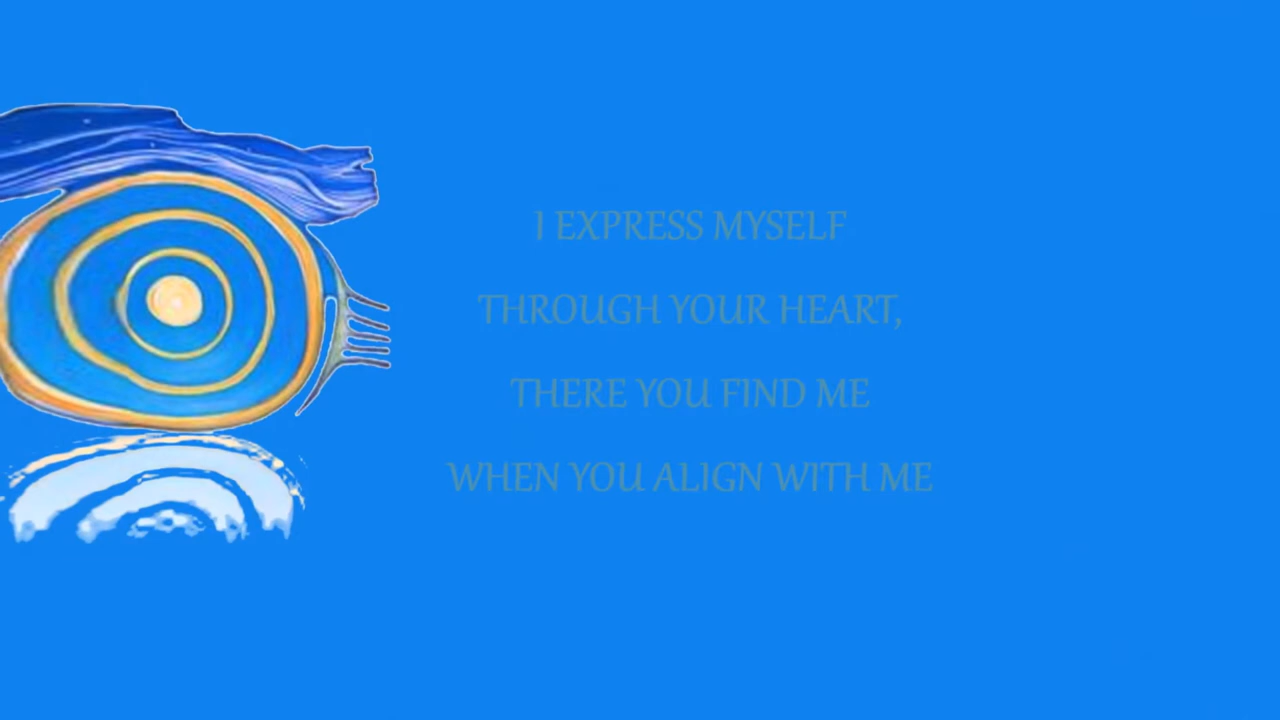 I EXPRESS MYSELF
THROUGH YOUR HEART,
THERE YOU FIND ME
WHEN YOU ALIGN WITH ME